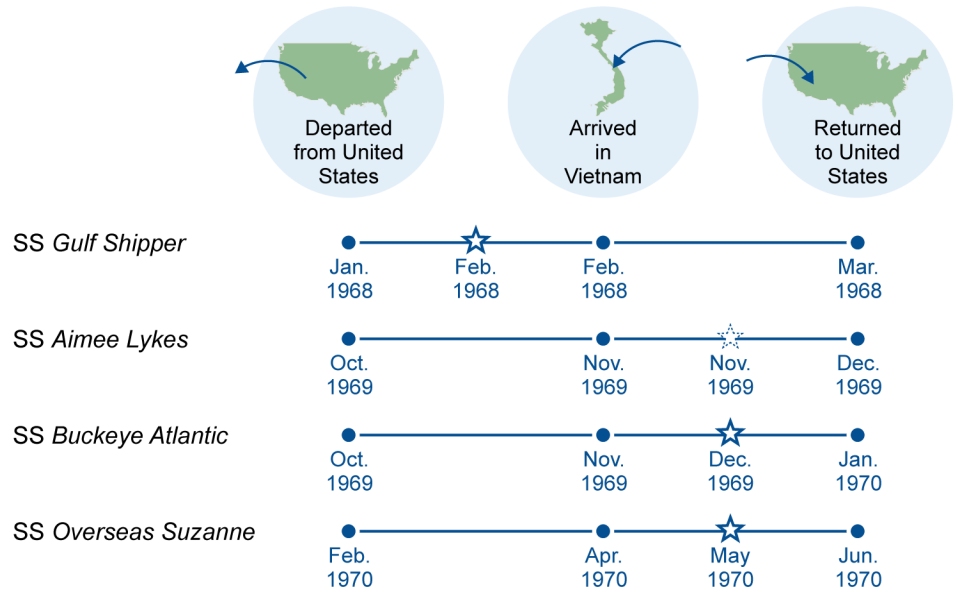 Departed
from United
States
Arrived
in
Vietnam
Returned
to United
States
SS Gulf Shipper
Jan.
1968
Feb.
1968
Feb.
1968
Mar.
1968
SS Aimee Lykes
Oct.
1969
Nov.
1969
Nov.
1969
Dec.
1969
SS Buckeye Atlantic
Oct.
1969
Nov.
1969
Dec.
1969
Jan.
1970
SS Overseas Suzanne
Feb.
1970
Apr.
1970
May
1970
Jun.
1970